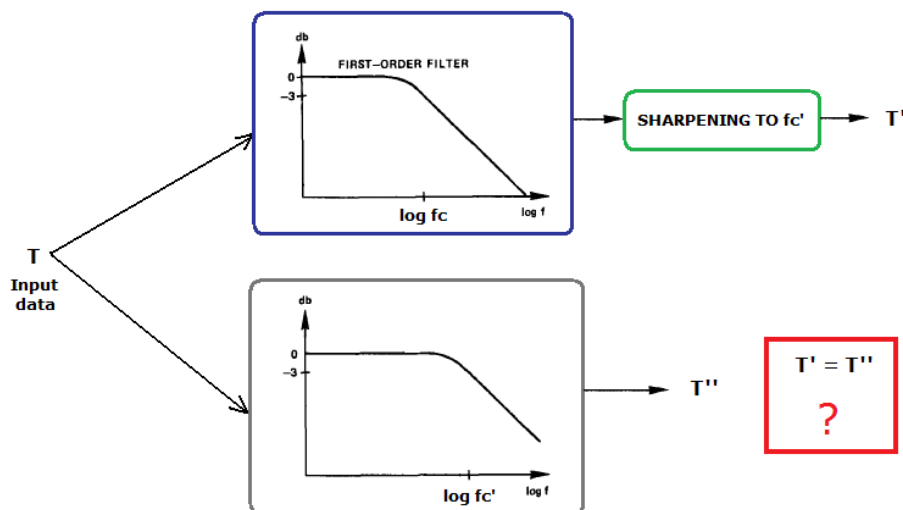 db
FIRST–ORDER FILTER
0
–3
log fc
log f
SHARPENING TO fc'
T'
T
Input
data
db
0
–3
log fc'
log f
T''
T' = T''
?